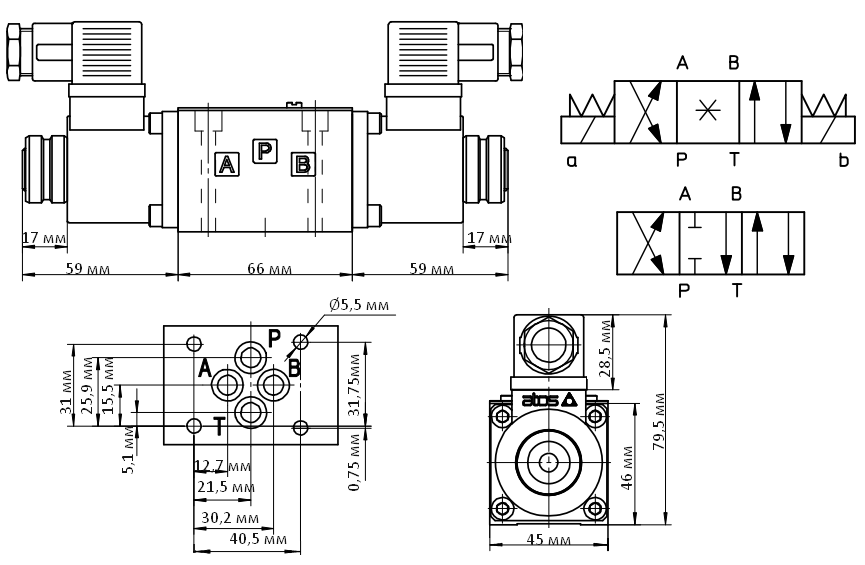 A P B
17 мм 17 мм
59 мм 66 мм 59 мм
A B
a P T b
A B
P T
Ø5,5 мм
P
A B
T
31 мм
25,9 мм
15,5 мм
5,1 мм
31,75мм
0,75 мм
12,7 мм
21,5 мм
30,2 мм
40,5 мм
atos
28,5 мм
79,5 мм
46 мм
45 мм